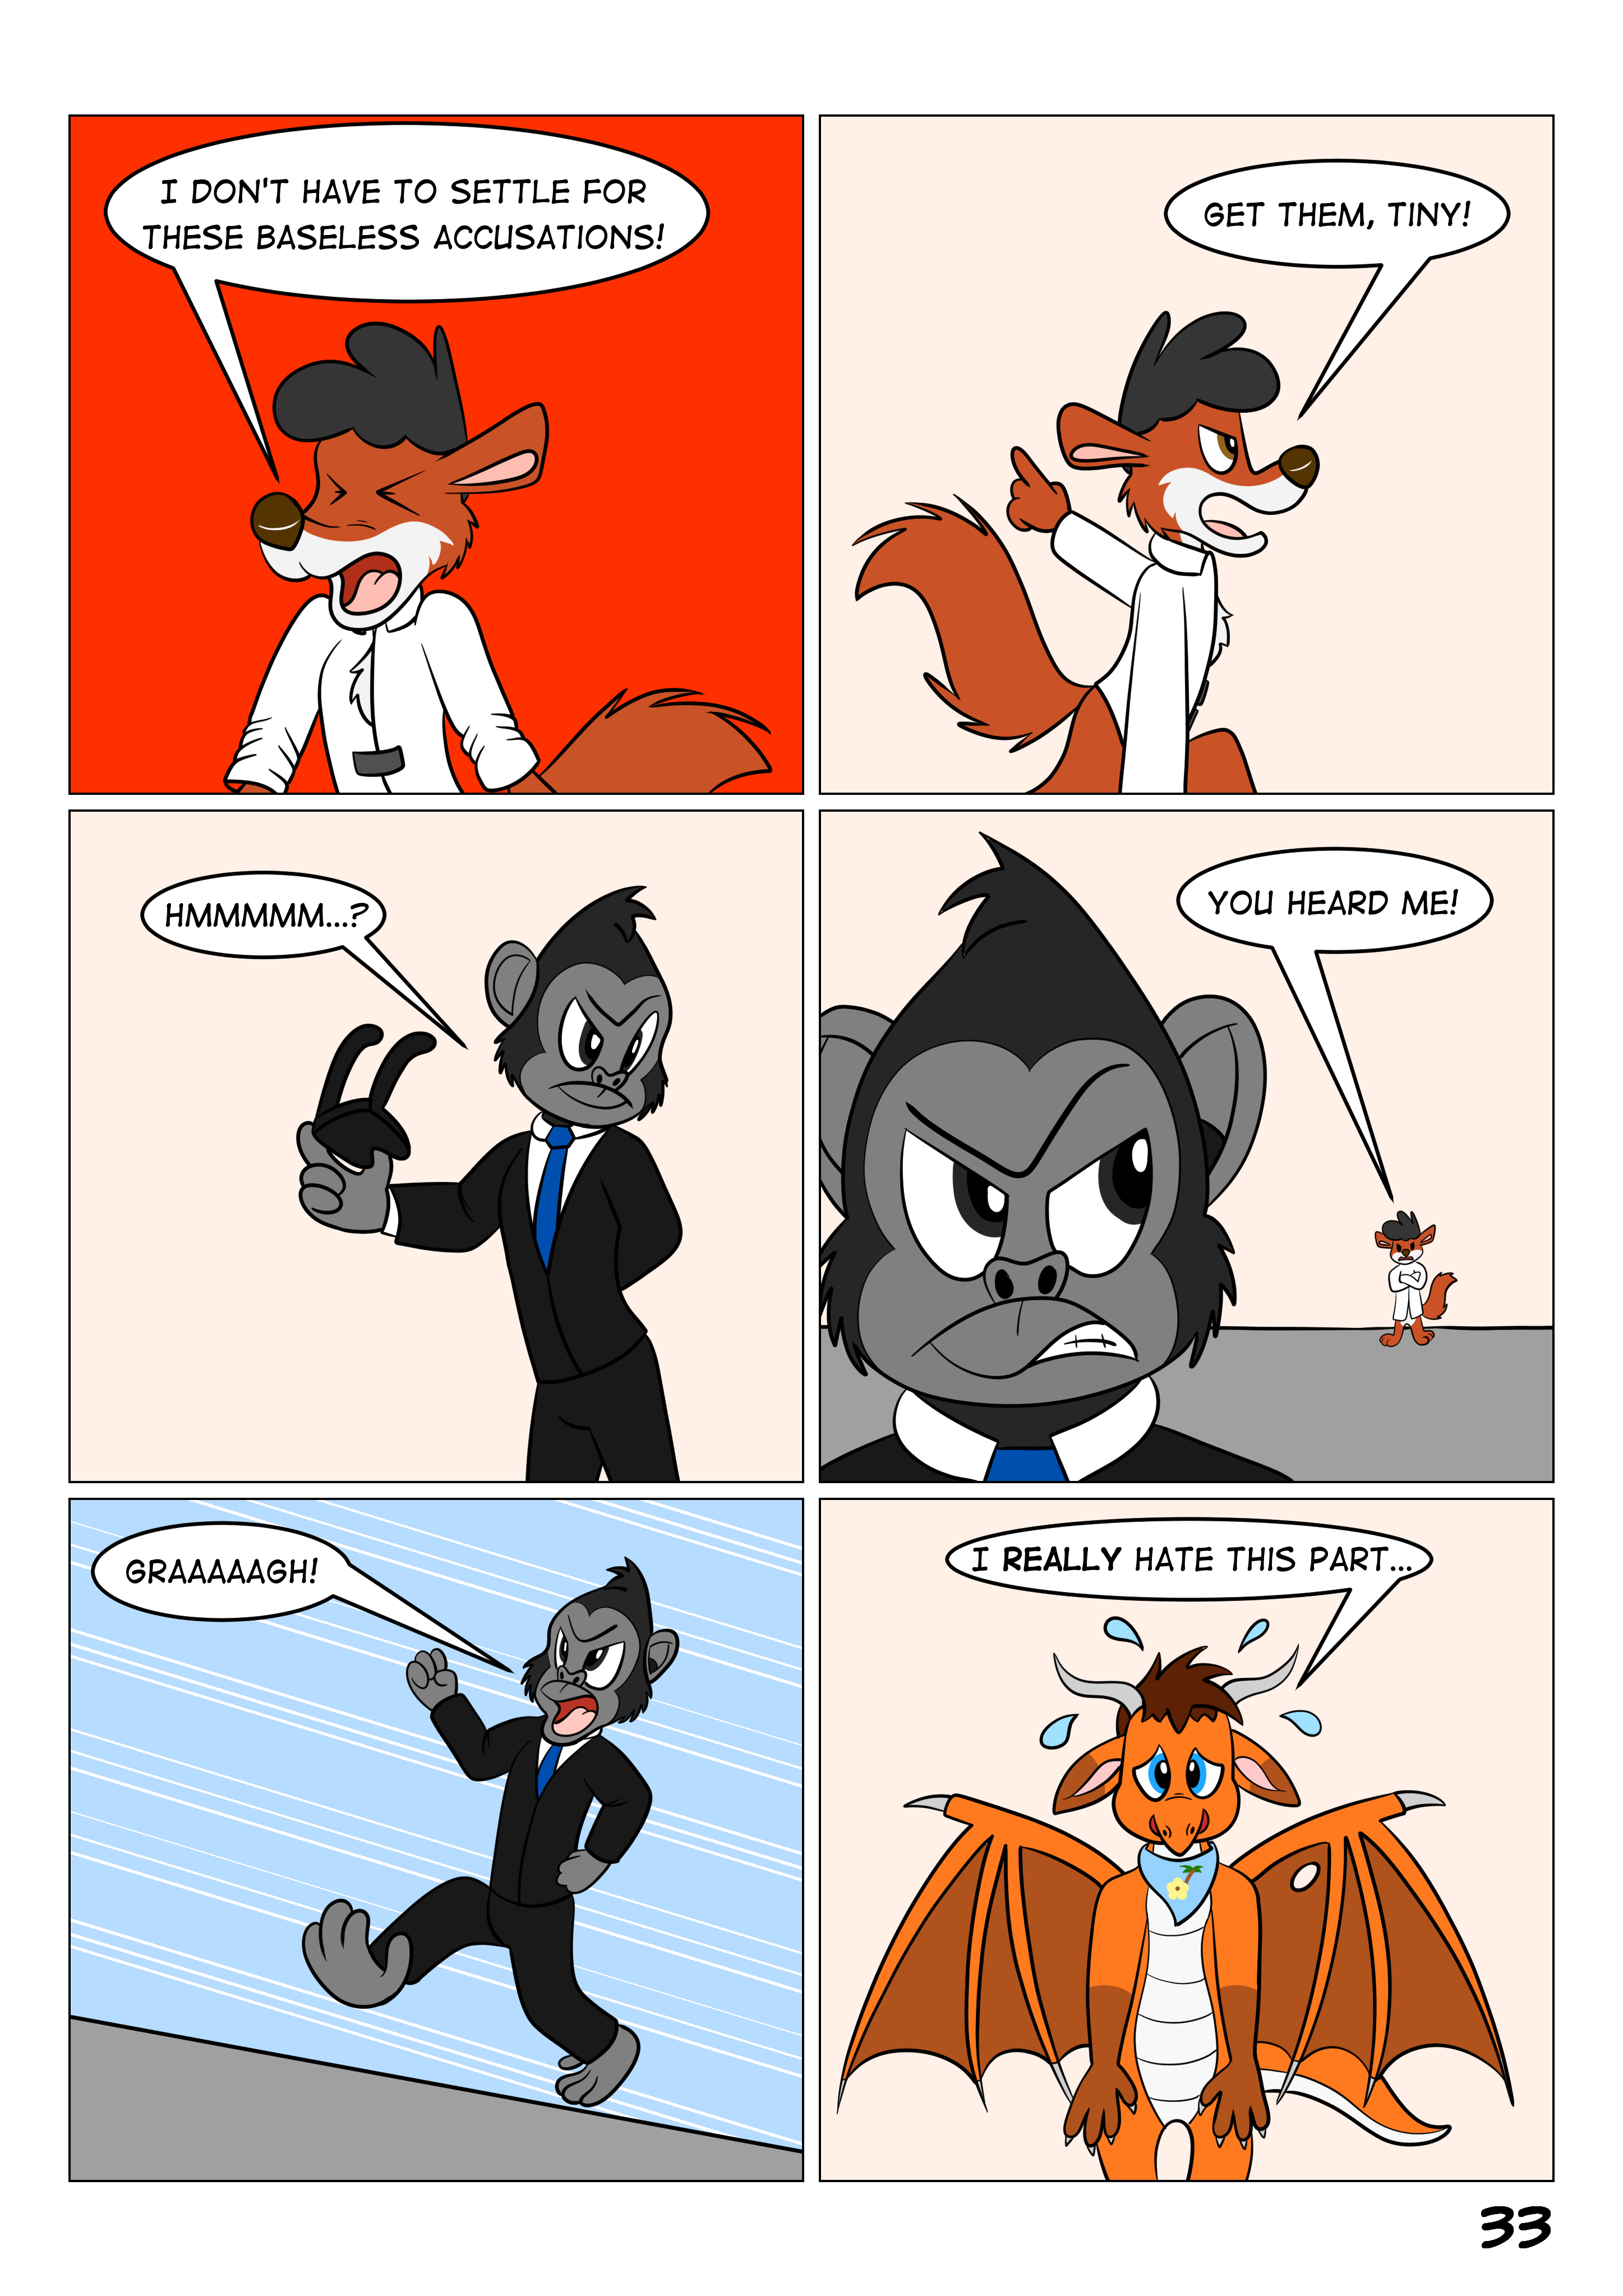 I DON'T HAVE TO SETTLE FOR
THESE BASELESS ACCUSATIONS!
GET THEM, TINY!
HMMMMM...?
YOU HEARD ME!
GRAAAAAGH!
I REALLY HATE THIS PART...
33